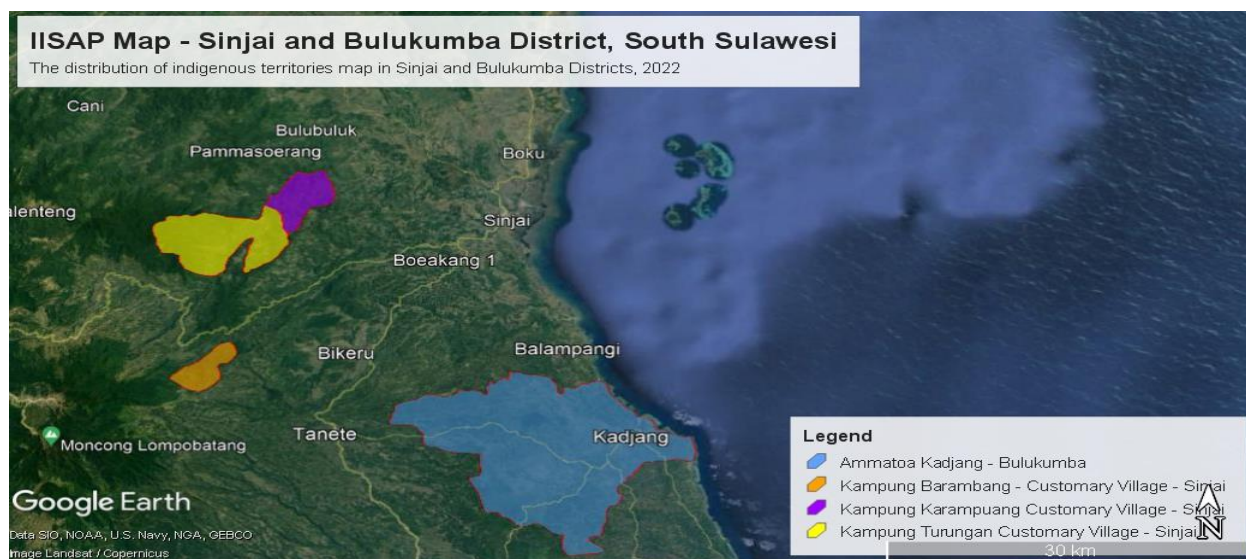 IISAP Map - Sinjai and Bulukumba District, South Sulawesi
The distribution of indigenous territories map in Sinjai and Bulukumba Districts, 2022
Cani
Bulubuluk
Pammasoerang
Boku
alenteng
Sinjai
Boeakang 1
Bikeru
Balampangi
Tanete
Kadjang
Moncong Lompobatang
Legend
Ammatoa Kadjang - Bulukumba
Kampung Barambang - Customary Village - Sinjai
Kampung Karampuang Customary Village - Sinjai
Kampung Turungan Customary Village - Sinjai
N
30 km
Google Earth
Data SIO, NOAA, U.S. Navy, NGA, GEBCO
Image Landsat / Copernicus